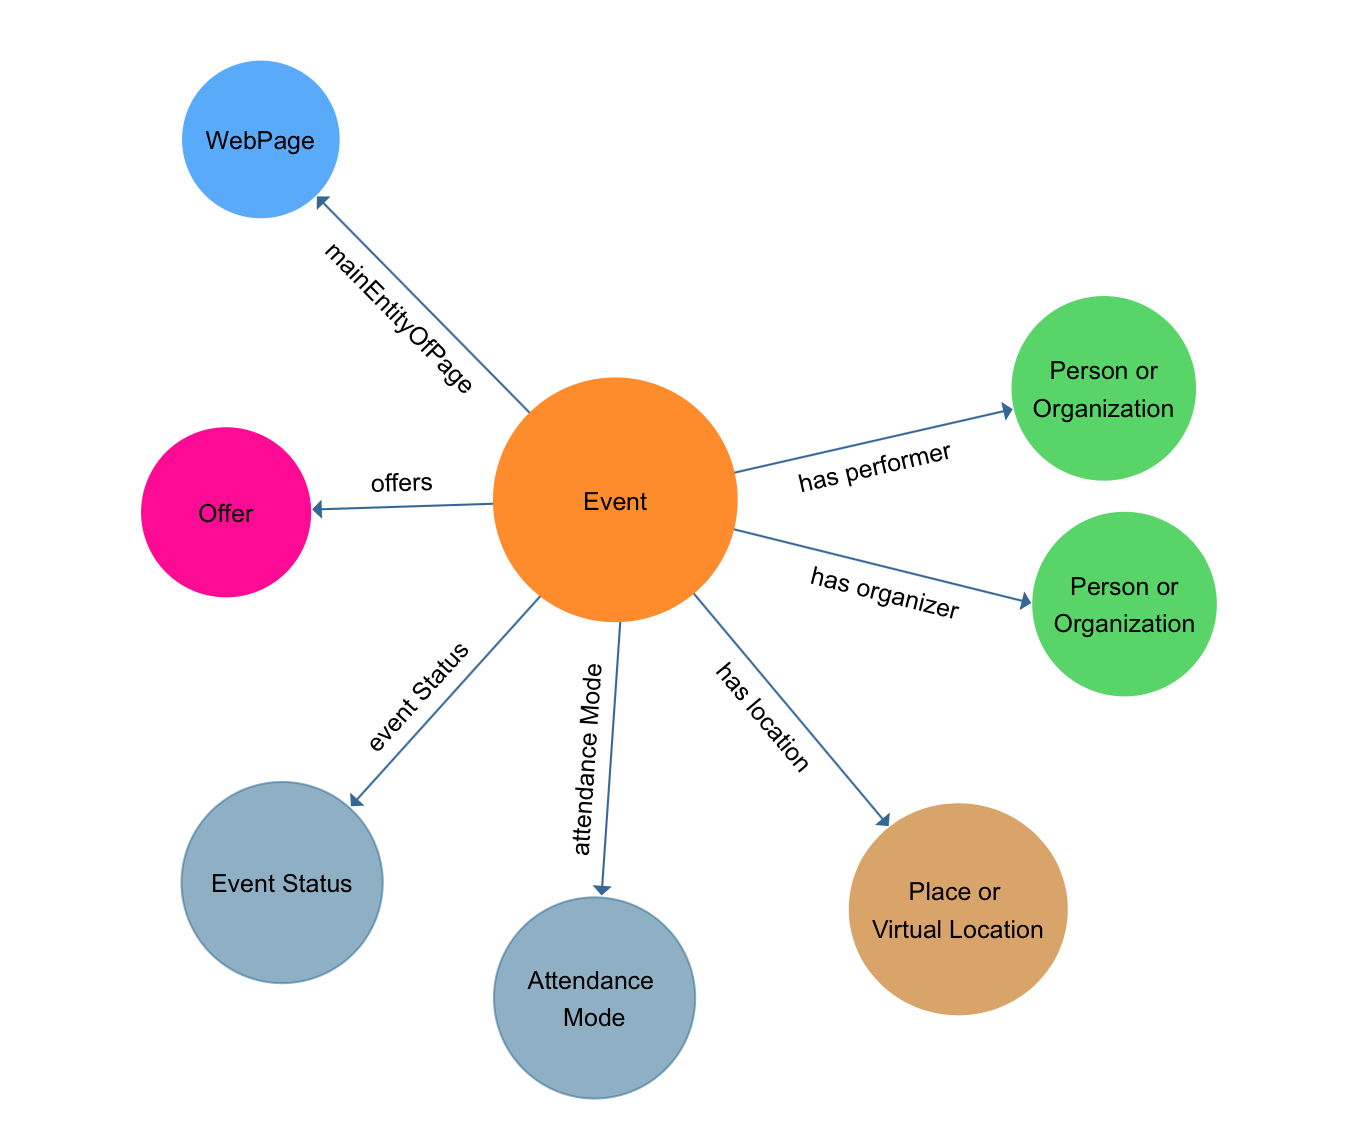 WebPage
mainEntityOfPage
Person or
Organization
has performer
offers
Offer
Event
has organizer
Person or
Organization
event Status
attendance Mode
has location
Event Status
Place or
Virtual Location
Attendance
Mode